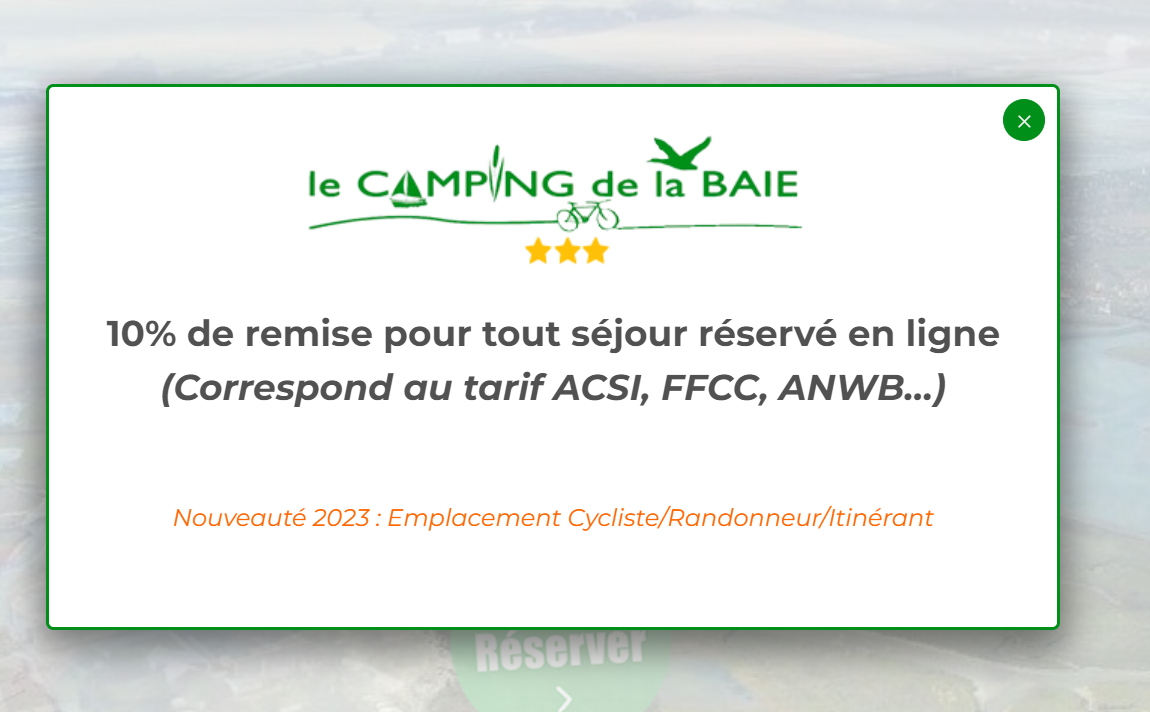 le CAMPING de la BAIE
10% de remise pour tout séjour réservé en ligne
(Correspond au tarif ACSI, FFCC, ANWB...)
Nouveauté 2023 : Emplacement Cycliste/Randonneur/Itinérant
Réserver